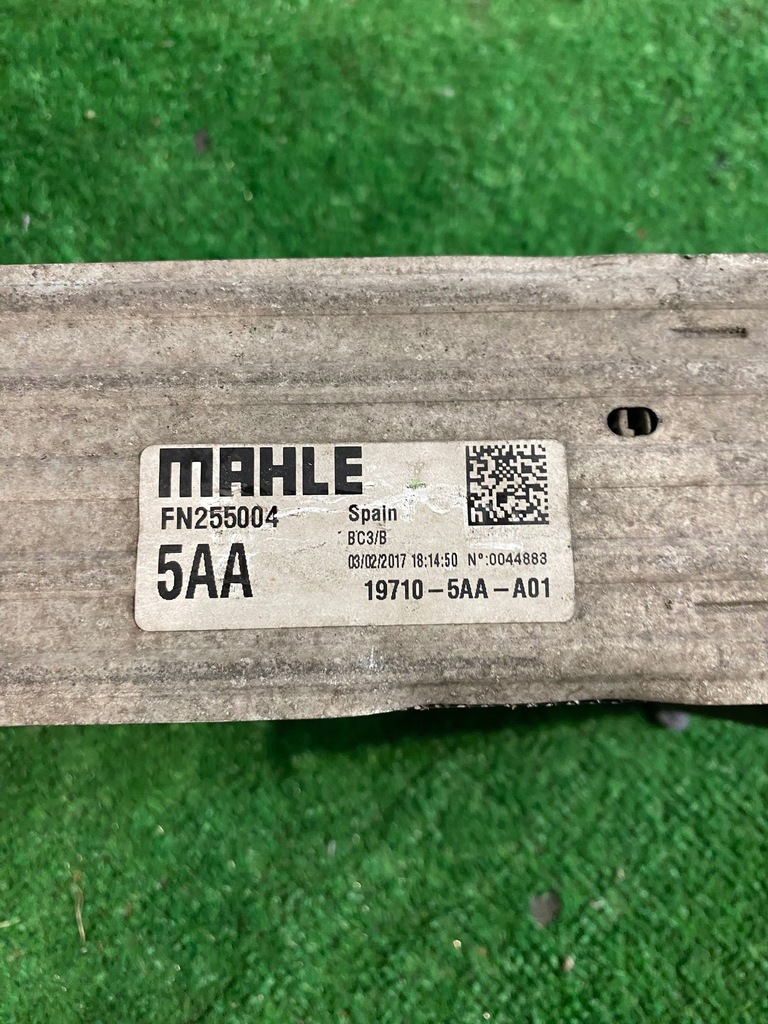 MAHLE
FN255004 Spain
BC3/B
5AA 03/02/2017 18:14:50 N°:0044883
19710-5AA-A01